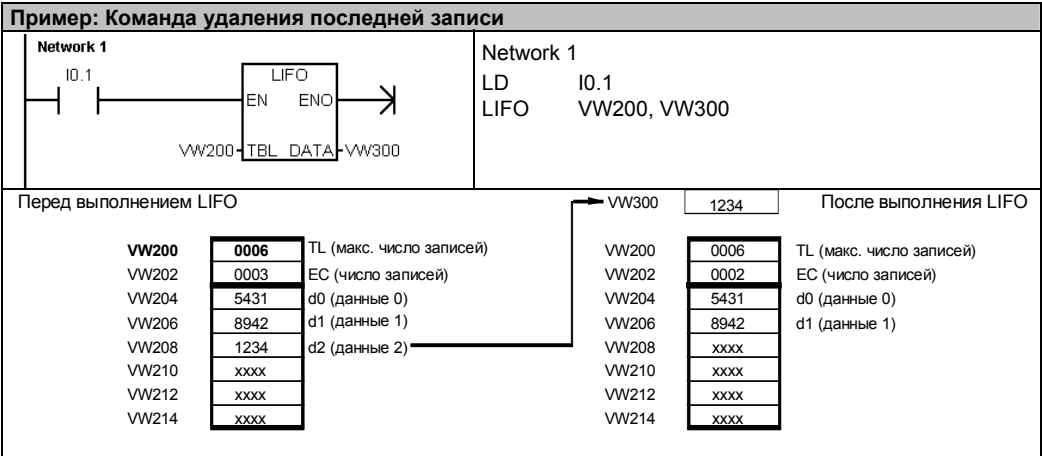 Пример: Команда удаления последней записи
Network 1
I0.1
LIFO
EN ENO
VW200 TBL DATA VW300
Network 1
LD I0.1
LIFO VW200, VW300
Перед выполнением LIFO
VW200 0006 TL (макс. число записей)
VW202 0003 EC (число записей)
VW204 5431 d0 (данные 0)
VW206 8942 d1 (данные 1)
VW208 1234 d2 (данные 2)
VW210 xxxx
VW212 xxxx
VW214 xxxx
VW300 1234 После выполнения LIFO
VW200 0006 TL (макс. число записей)
VW202 0002 EC (число записей)
VW204 5431 d0 (данные 0)
VW206 8942 d1 (данные 1)
VW208 xxxx
VW210 xxxx
VW212 xxxx
VW214 xxxx